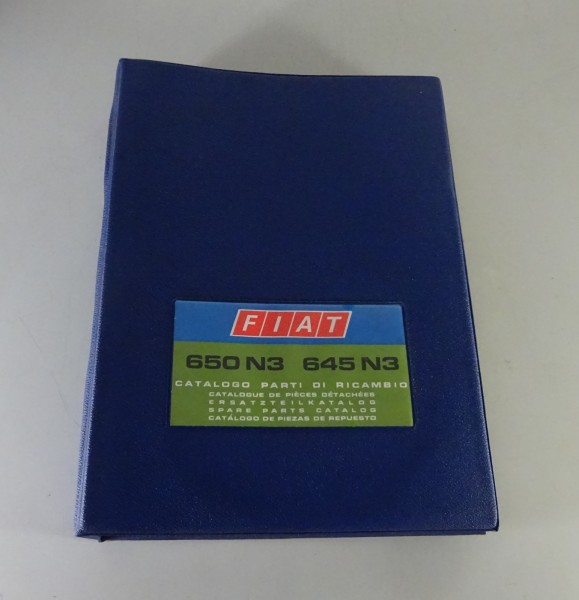 FIAT
650 N3 645 N3
CATALOGO PARTI DI RICAMBIO
CATALOGUE DE PIÈCES DÉTACHÉES
ERSATZTEILKATALOG
SPARE PARTS CATALOG
CATÁLOGO DE PIEZAS DE REPUESTO